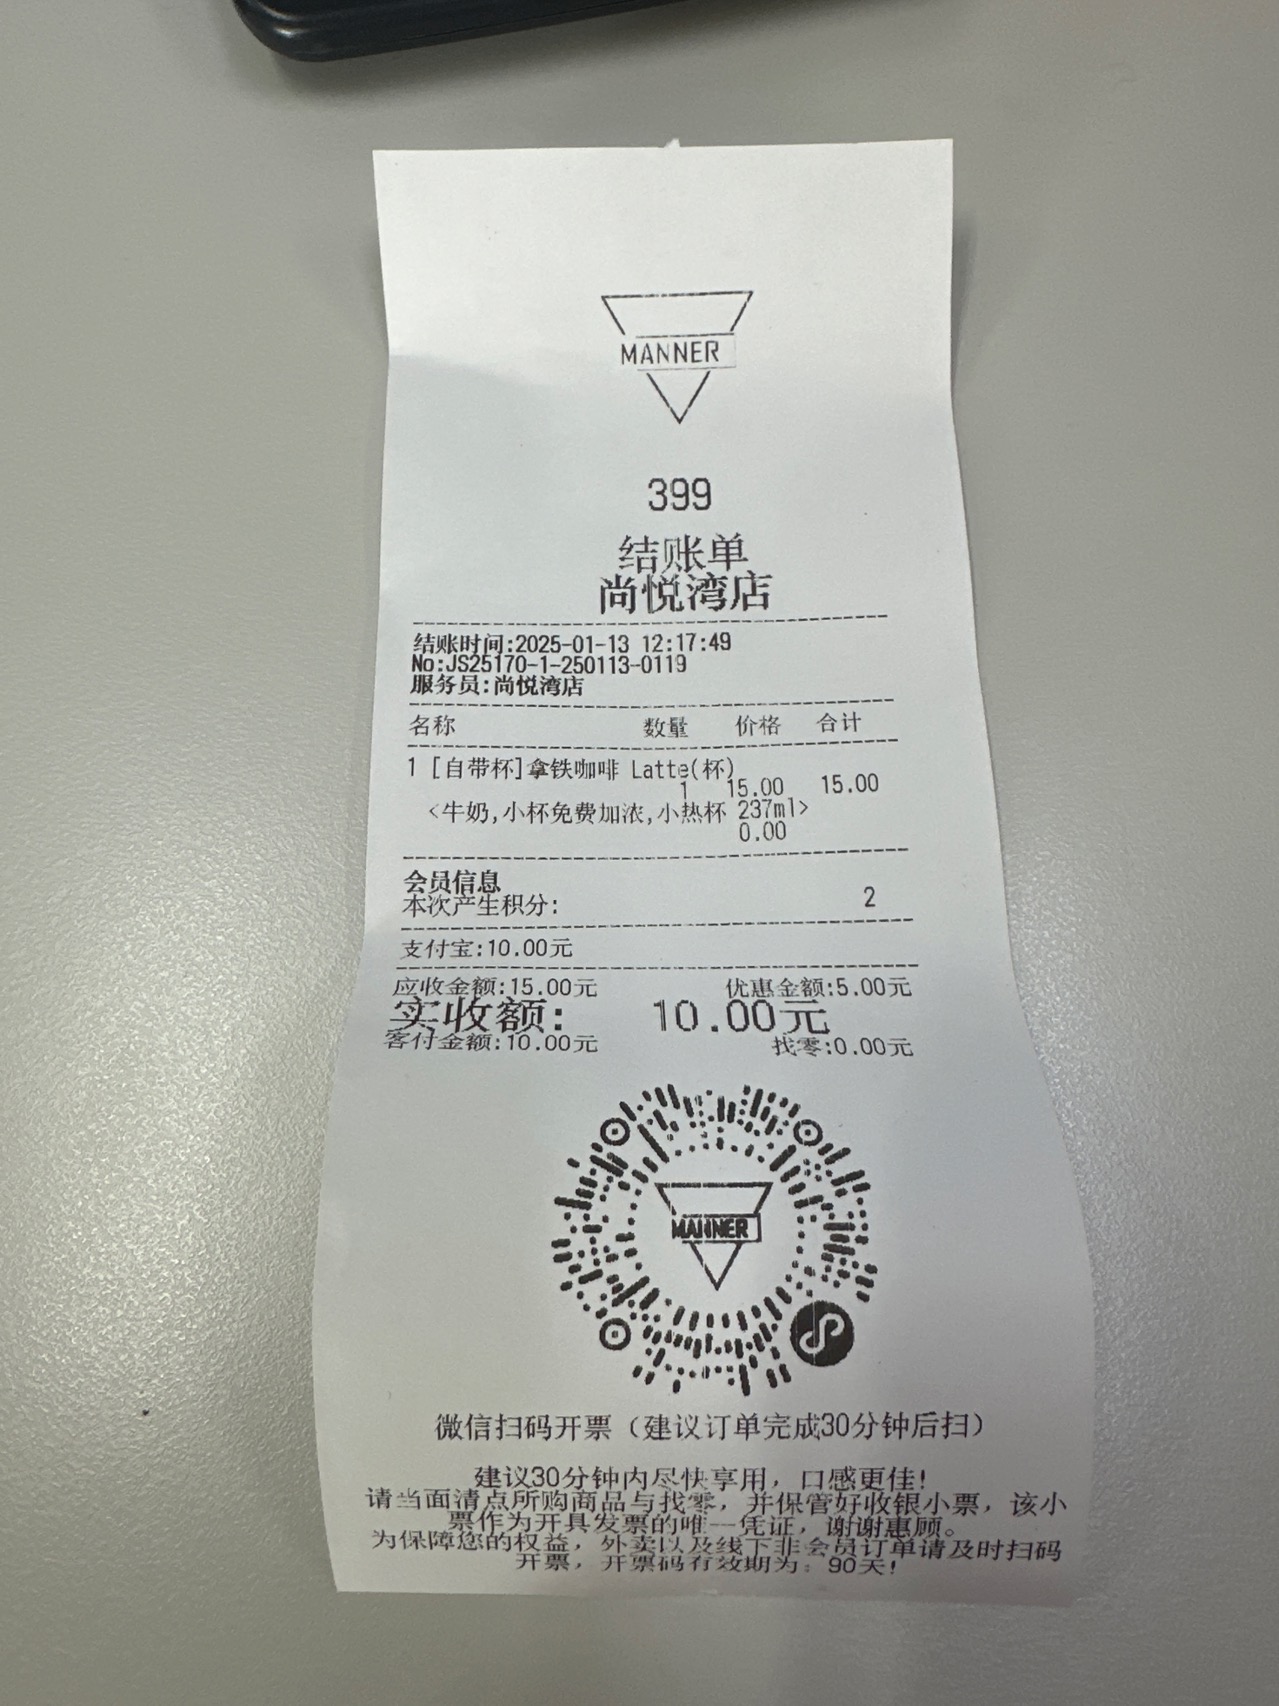 MANNER
399
结账单
尚悦湾店
结账时间:2025-01-13 12:17:49
No:JS25170-1-250113-0119
服务员:尚悦湾店
名称 数量 价格 合计
1 [自带杯]拿铁咖啡 Latte(杯)
1 15.00 15.00
<牛奶,小杯免费加浓,小热杯 237ml>
0.00
会员信息
本次产生积分: 2
支付宝:10.00元
应收金额:15.00元 优惠金额:5.00元
实收额: 10.00元
客付金额:10.00元 找零:0.00元
MANNER
微信扫码开票（建议订单完成30分钟后扫）
建议30分钟内尽快享用，口感更佳!
请当面清点所购商品与找零，并保管好收银小票，该小
票作为开具发票的唯一凭证，谢谢惠顾。
为保障您的权益，外卖以及线下非会员订单请及时扫码
开票，开票码有效期为：90天!